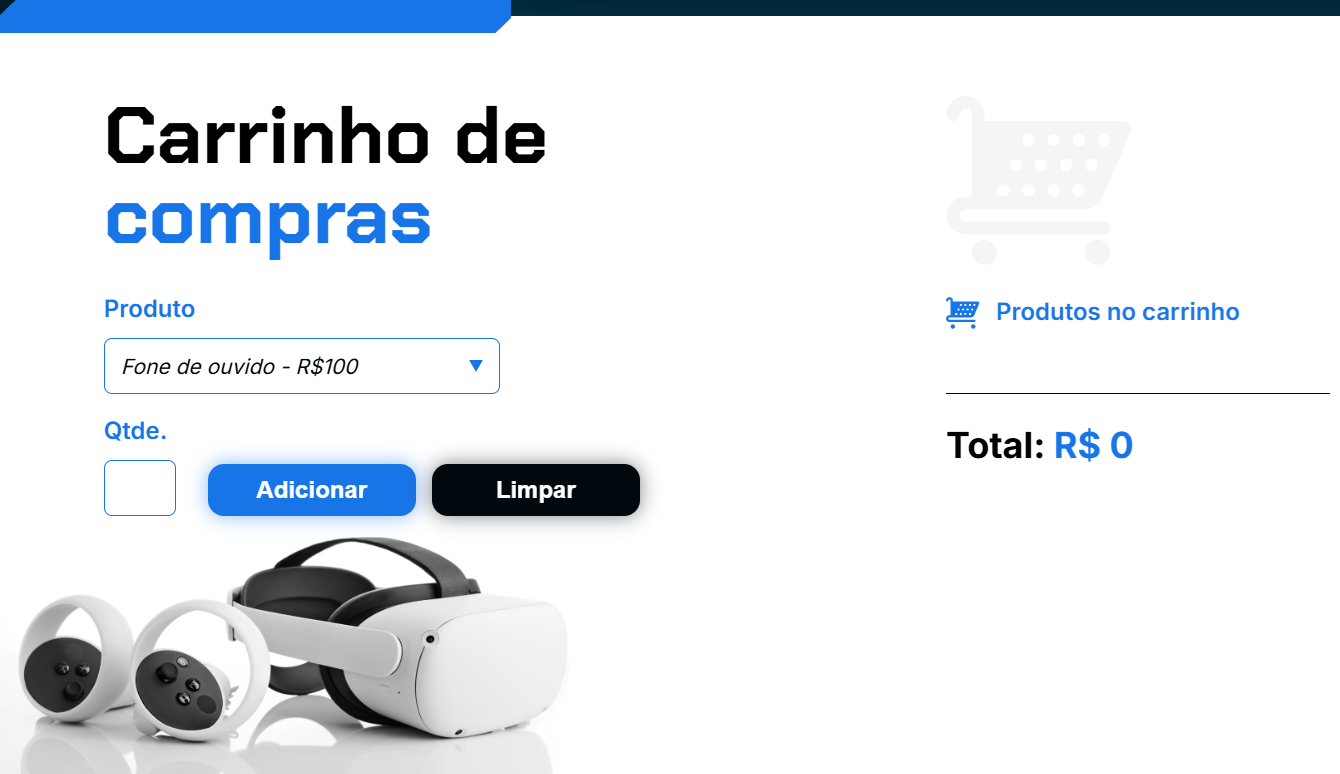 Carrinho de
compras
Produto
Fone de ouvido - R$100
Qtde.
Adicionar
Limpar
Produtos no carrinho
Total: R$ 0